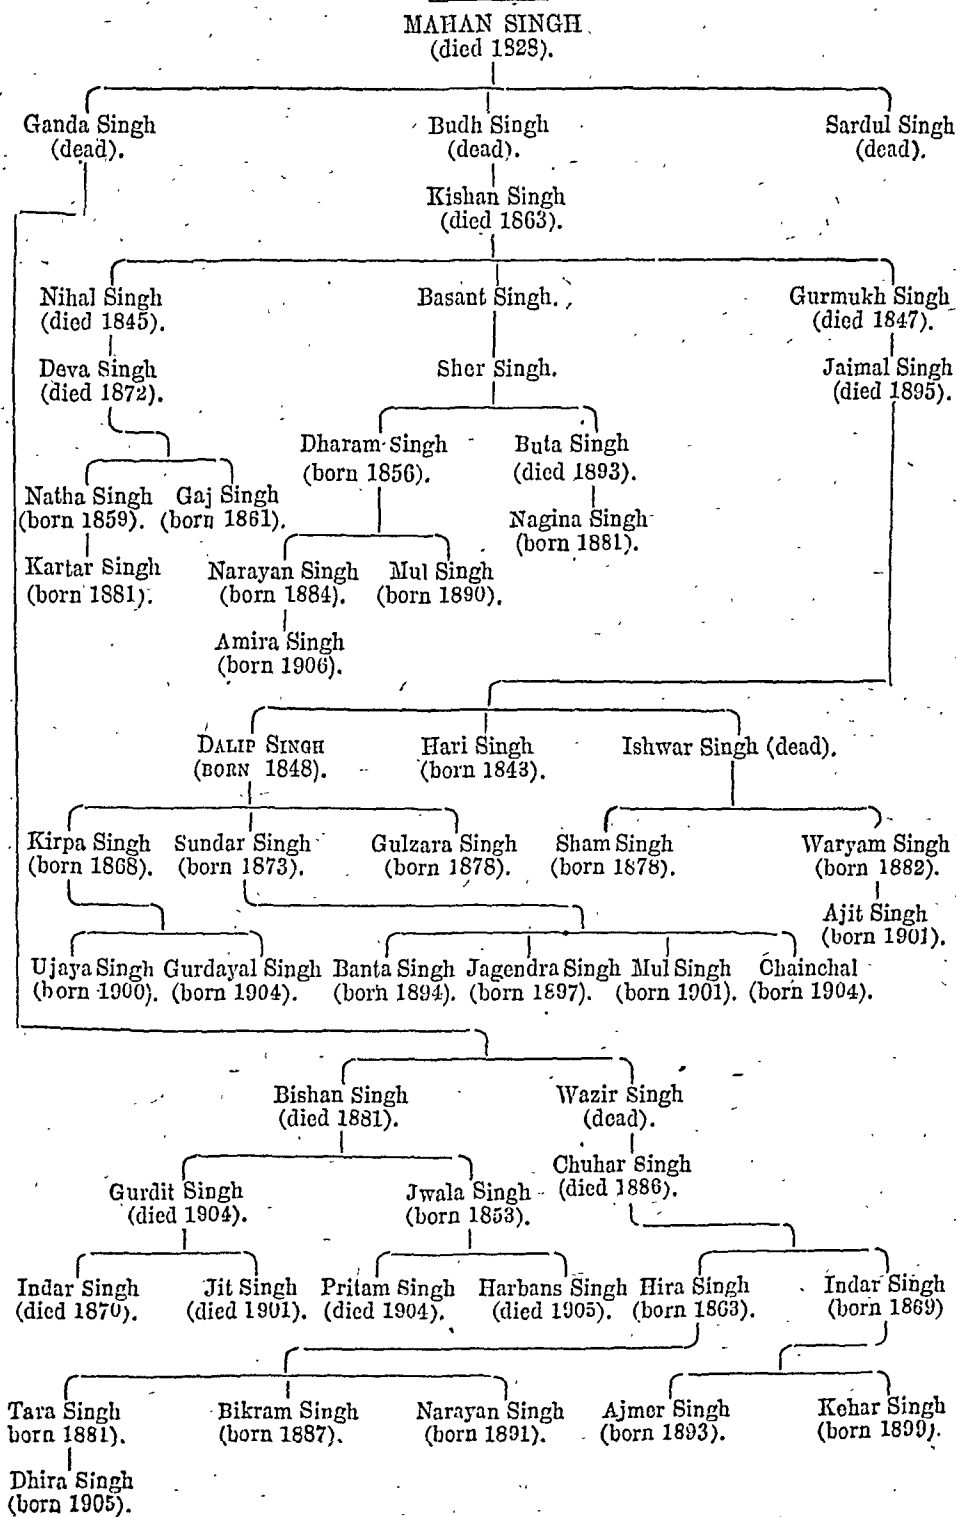 MAHAN SINGH
(died 1828).
Ganda Singh Budh Singh Sardul Singh
(dead). (dead). (dead).
Kishan Singh
(died 1863).
Nihal Singh Basant Singh. Gurmukh Singh
(died 1845). (died 1847).
Deva Singh Sher Singh. Jaimal Singh
(died 1872). (died 1895).
Dharam Singh Buta Singh
(born 1856). (died 1893).
Natha Singh Gaj Singh Nagina Singh
(born 1859). (born 1861). (born 1881).
Kartar Singh Narayan Singh Mul Singh
(born 1881). (born 1884). (born 1890).
Amira Singh
(born 1906).
DALIP SINGH Hari Singh Ishwar Singh (dead).
(BORN 1848). (born 1843).
Kirpa Singh Sundar Singh Gulzara Singh Sham Singh Waryam Singh
(born 1868). (born 1873). (born 1878). (born 1878). (born 1882).
Ajit Singh
(born 1901).
Ujaya Singh Gurdayal Singh Banta Singh Jagendra Singh Mul Singh Chainchal
(born 1900). (born 1904). (born 1894). (born 1897). (born 1901). (born 1904).
Bishan Singh Wazir Singh
(died 1881). (dead).
Chuhar Singh
(died 1886).
Gurdit Singh Jwala Singh
(died 1904). (born 1853).
Indar Singh Jit Singh Pritam Singh Harbans Singh Hira Singh Indar Singh
(died 1870). (died 1901). (died 1904). (died 1905). (born 1863). (born 1869)
Tara Singh Bikram Singh Narayan Singh Ajmer Singh Kehar Singh
born 1881). (born 1887). (born 1891). (born 1893). (born 1899).
Dhira Singh
(born 1905).